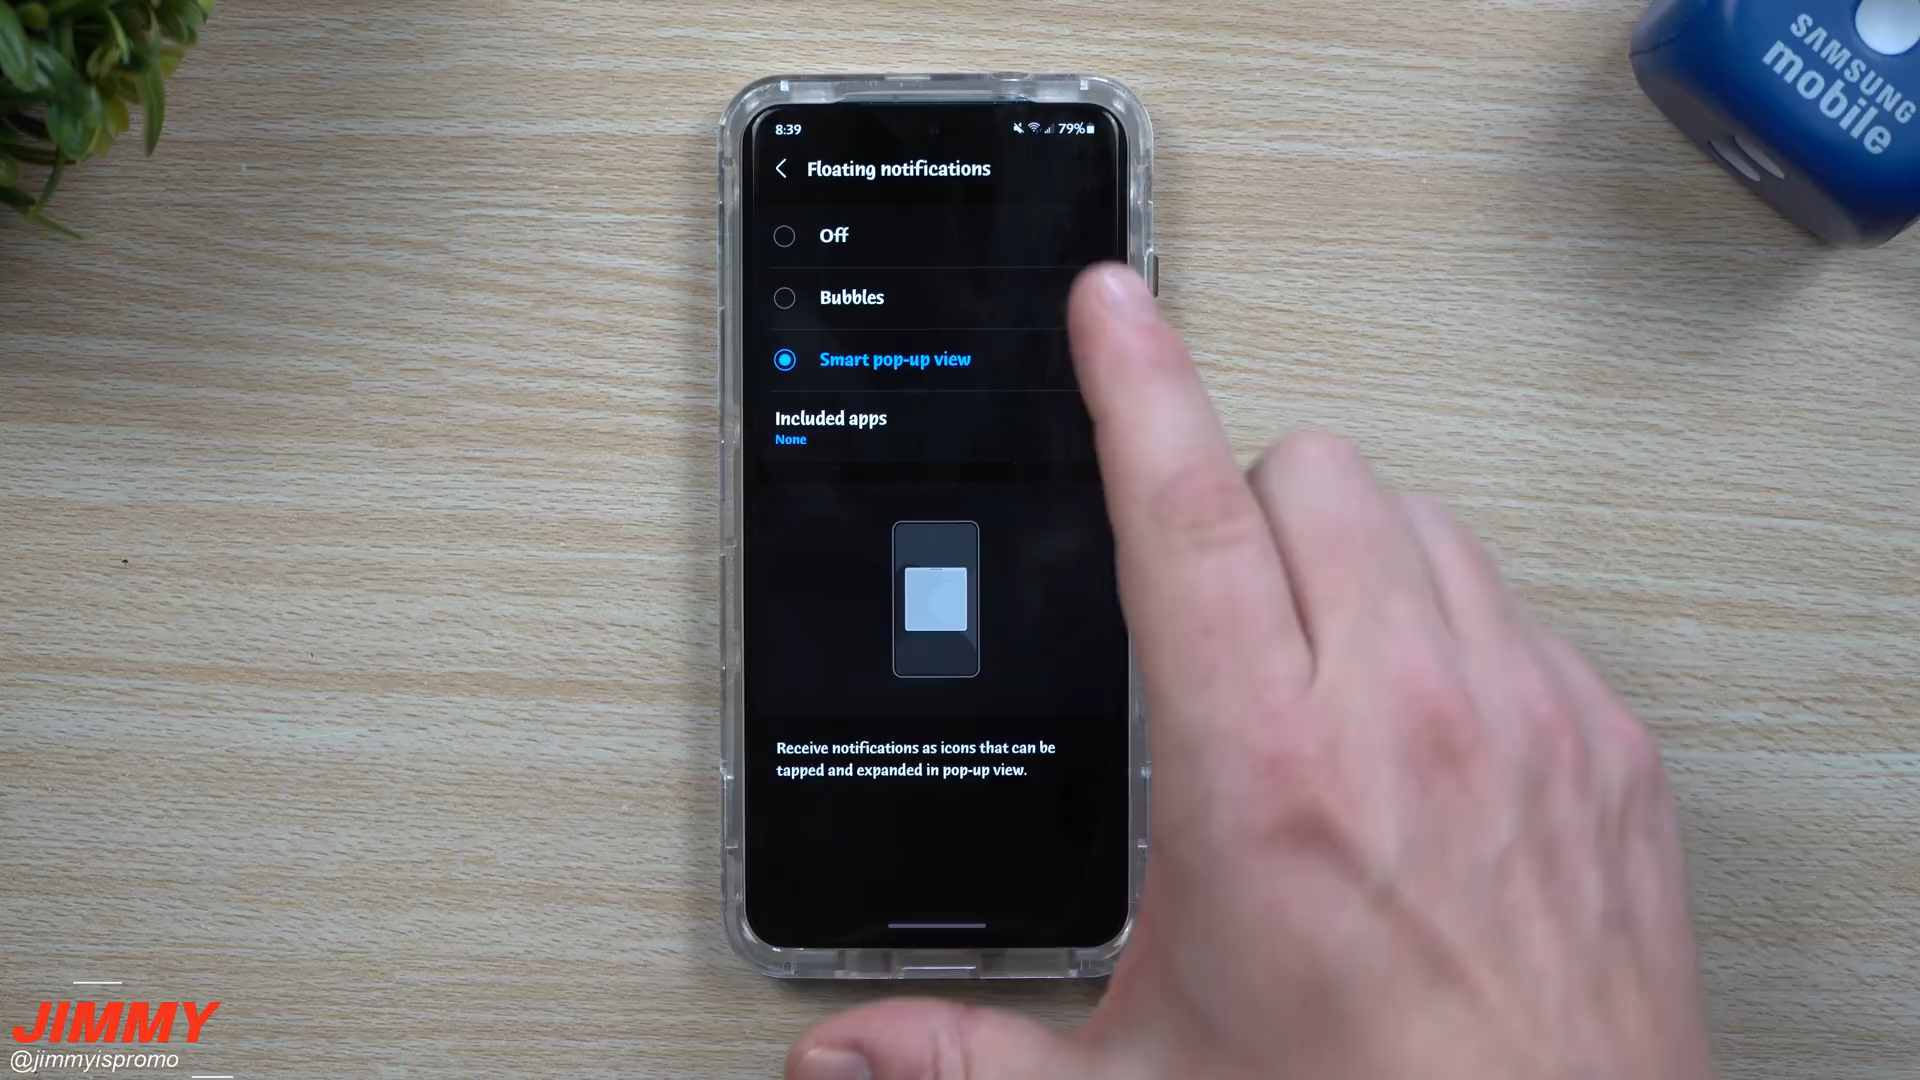 SAMSUNG
mobile
8:39
79%
Floating notifications
Off
Bubbles
Smart pop-up view
Included apps
None
Receive notifications as icons that can be
tapped and expanded in pop-up view.
JIMMY
@jimmyispromo